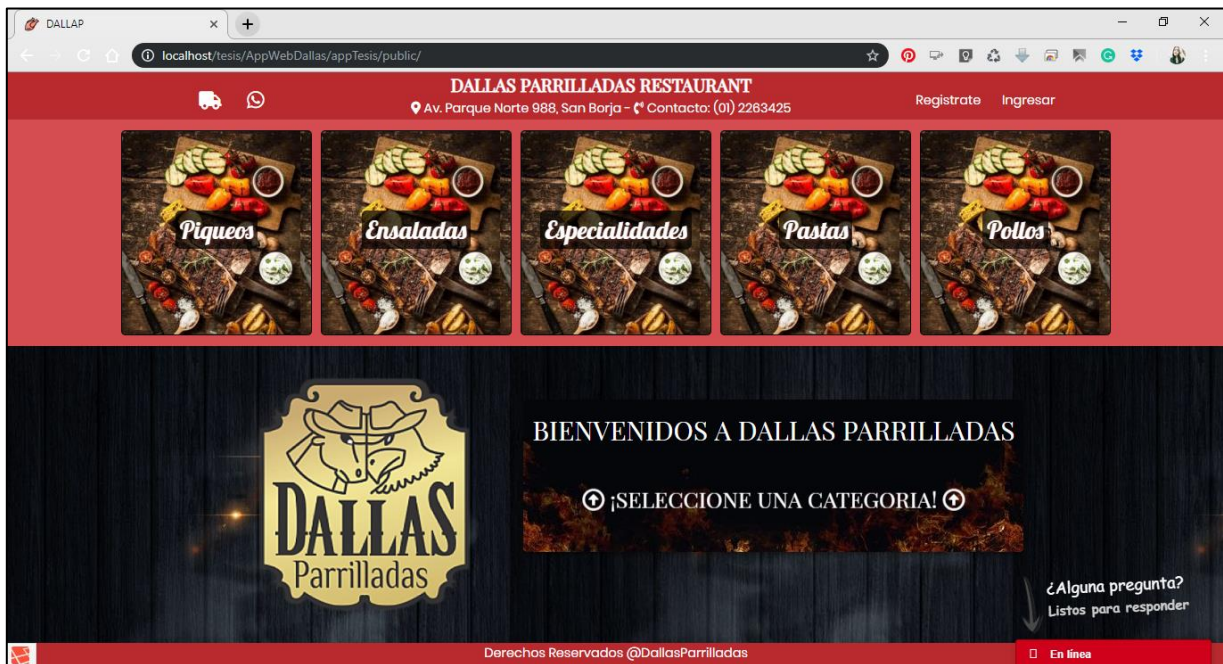 DALLAP
localhost/tesis/AppWebDallas/appTesis/public/
DALLAS PARRILLADAS RESTAURANT
Av. Parque Norte 988, San Borja - Contacto: (01) 2263425
Registrate Ingresar
Piqueos Ensaladas Especialidades Pastas Pollos
BIENVENIDOS A DALLAS PARRILLADAS
¡SELECCIONE UNA CATEGORIA!
DALLAS
Parrilladas
¿Alguna pregunta?
Listos para responder
Derechos Reservados @DallasParrilladas
En línea